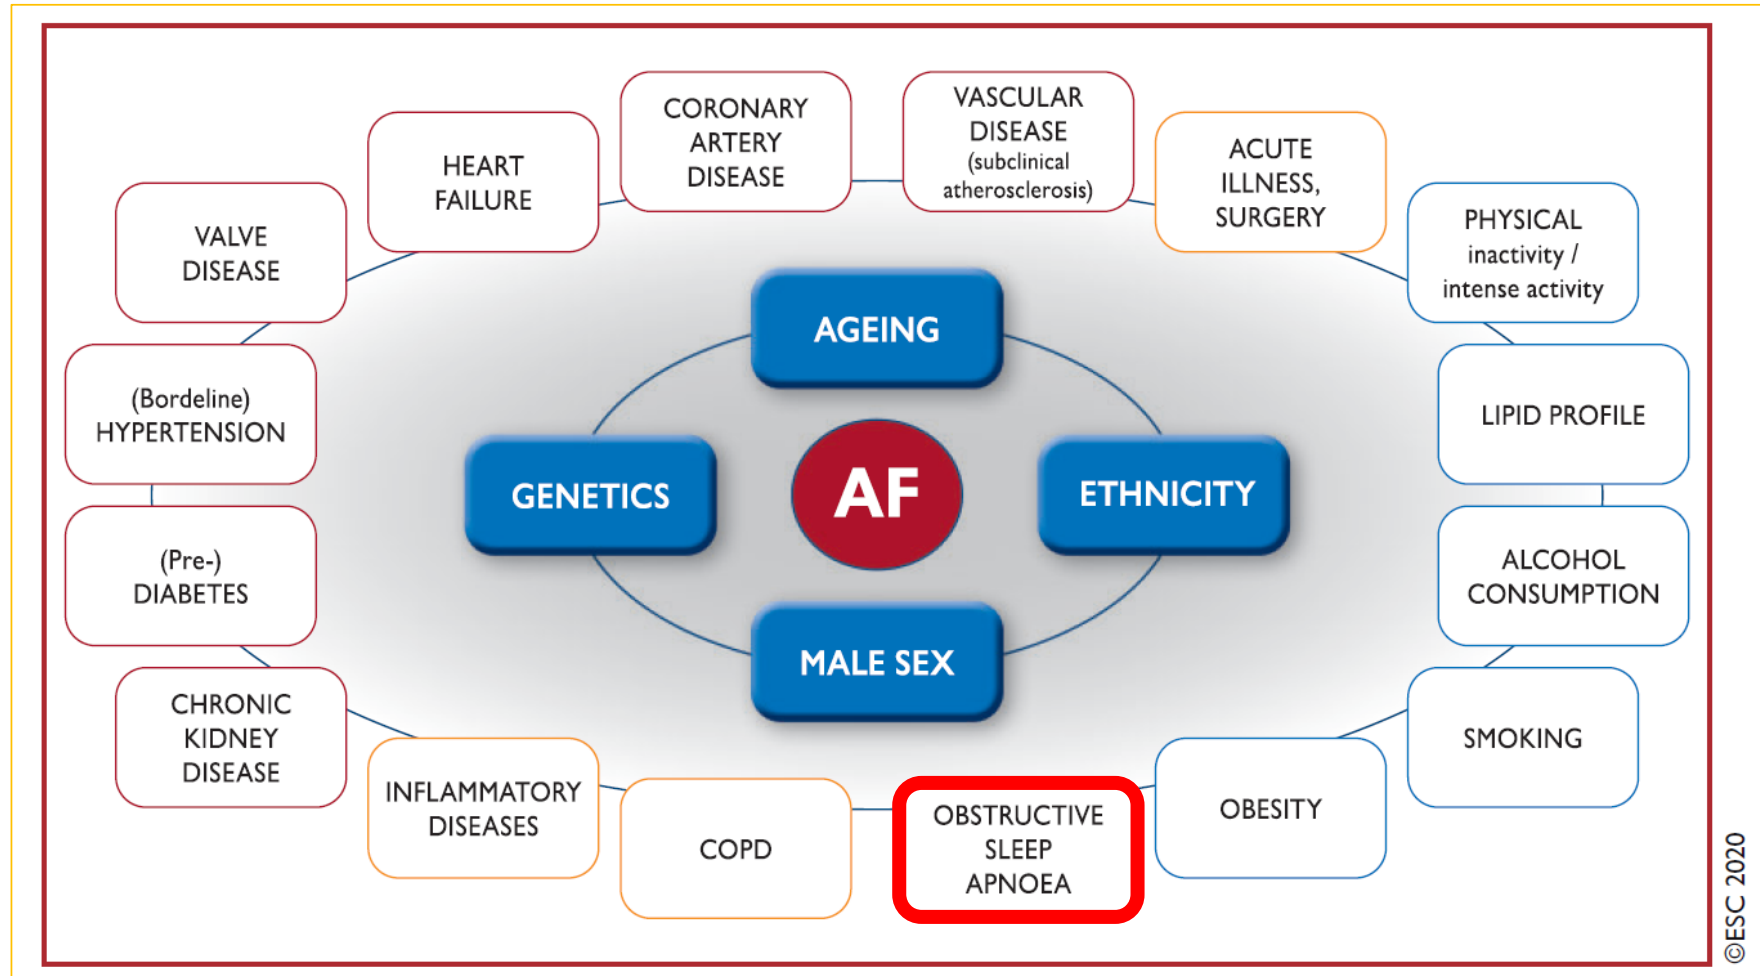 CORONARY
ARTERY
DISEASE
VASCULAR
DISEASE
(subclinical
atherosclerosis)
HEART
FAILURE
ACUTE
ILLNESS,
SURGERY
VALVE
DISEASE
PHYSICAL
inactivity /
intense activity
(Bordeline)
HYPERTENSION
LIPID PROFILE
(Pre-)
DIABETES
ALCOHOL
CONSUMPTION
CHRONIC
KIDNEY
DISEASE
SMOKING
INFLAMMATORY
DISEASES
COPD
OBSTRUCTIVE
SLEEP
APNOEA
OBESITY
AGEING
GENETICS
AF
ETHNICITY
MALE SEX
©ESC 2020